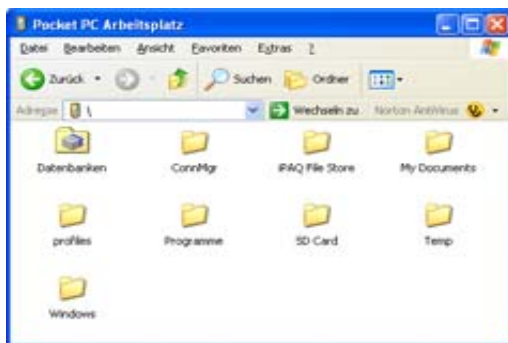 Pocket PC Arbeitsplatz
Datei Bearbeiten Ansicht Favoriten Extras ?
Zurück Suchen Ordner
Adresse \ Wechseln zu Norton AntiVirus
Datenbanken ConnMgr iPAQ File Store My Documents
profiles Programme SD Card Temp
Windows